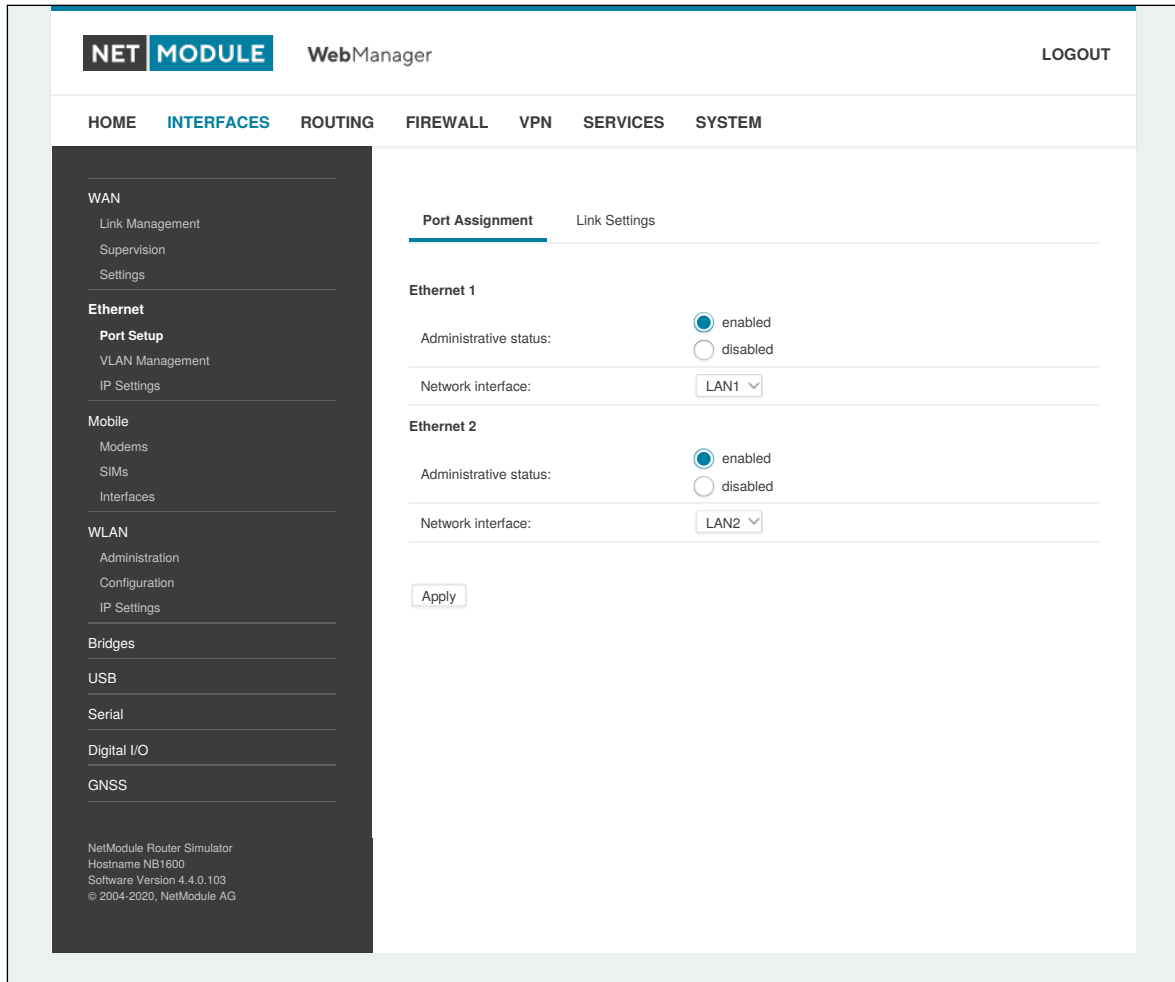 NET MODULE WebManager LOGOUT
HOME INTERFACES ROUTING FIREWALL VPN SERVICES SYSTEM
WAN
Link Management
Supervision
Settings
Ethernet
Port Setup
VLAN Management
IP Settings
Mobile
Modems
SIMs
Interfaces
WLAN
Administration
Configuration
IP Settings
Bridges
USB
Serial
Digital I/O
GNSS
NetModule Router Simulator
Hostname NB1600
Software Version 4.4.0.103
© 2004-2020, NetModule AG
Port Assignment Link Settings
Ethernet 1
Administrative status:
enabled
disabled
Network interface: LAN1
Ethernet 2
Administrative status:
enabled
disabled
Network interface: LAN2
Apply